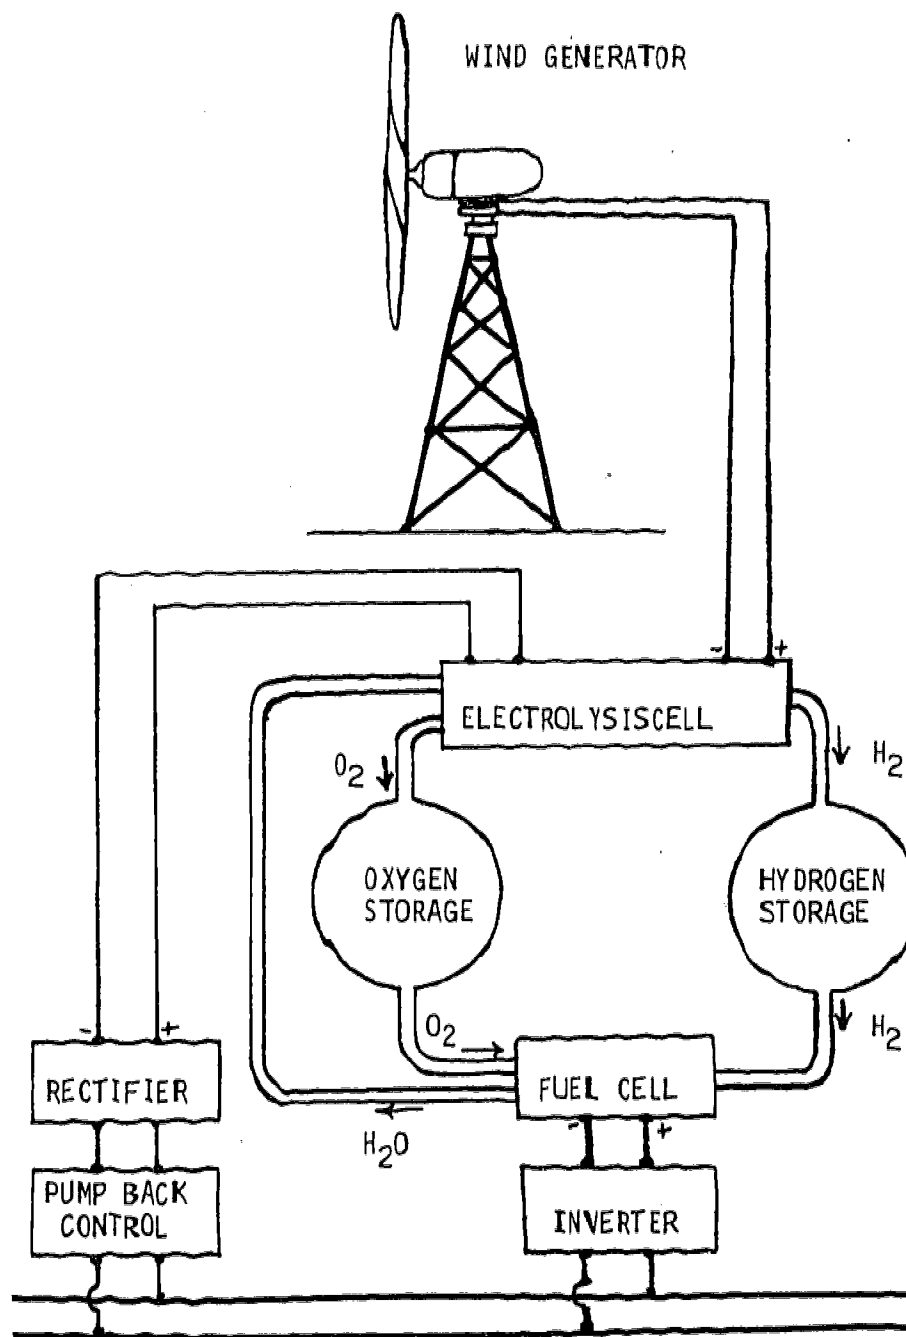 WIND GENERATOR
- +
ELECTROLYSISCELL
O2
H2
OXYGEN
STORAGE
HYDROGEN
STORAGE
O2
H2
- +
RECTIFIER
FUEL CELL
H2O
- +
PUMP BACK
CONTROL
INVERTER